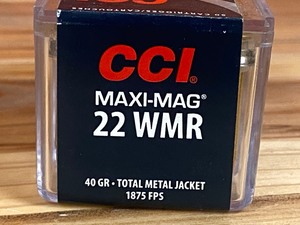 CCI®
MAXI-MAG®
22 WMR
40 GR • TOTAL METAL JACKET
1875 FPS